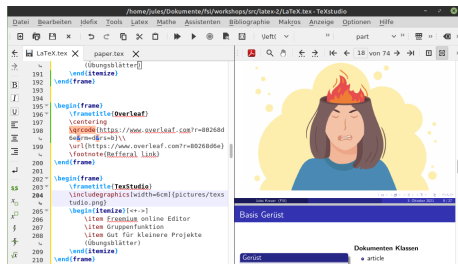 /home/jules/Dokumente/fsi/workshops/src/latex-2/LaTeX.tex - TeXstudio
Datei Bearbeiten Idefix Tools Latex Mathe Assistenten Bibliographie Makros Anzeige Optionen Hilfe
\left( part
LaTeX.tex paper.tex 18 von 74
(Übungsblätter)
191 \end{itemize}
192 \end{frame}
193
194
195 \begin{frame}
196 \frametitle{Overleaf}
197 \centering
198 \qrcode{https://www.overleaf.com?r=80268d
6e&rm=d&rs=b}\\
199 \url{https://www.overleaf.com?r=80268d6e}
\footnote{Refferal link}
200 \end{frame}
201
202 \begin{frame}
203 \frametitle{TexStudio}
204 \includegraphics[width=6cm]{pictures/texs
tudio.png}
205 \begin{itemize}[<+->]
206 \item Freemium online Editor
207 \item Gruppenfunktion
208 \item Gut für kleinere Projekte
(Übungsblätter)
209 \end{itemize}
210 \end{frame}
Basis Gerüst
Gerüst
Dokumenten Klassen
article